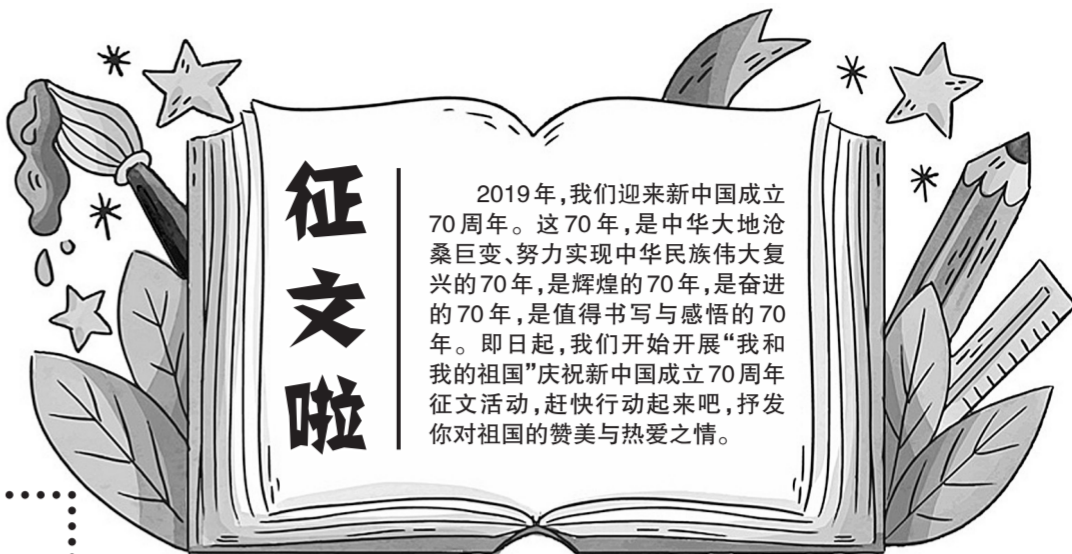 征文啦
2019年,我们迎来新中国成立
70周年。这70年,是中华大地沧
桑巨变、努力实现中华民族伟大复
兴的70年,是辉煌的70年,是奋进
的70年,是值得书写与感悟的70
年。即日起,我们开始开展“我和
我的祖国”庆祝新中国成立70周年
征文活动,赶快行动起来吧,抒发
你对祖国的赞美与热爱之情。